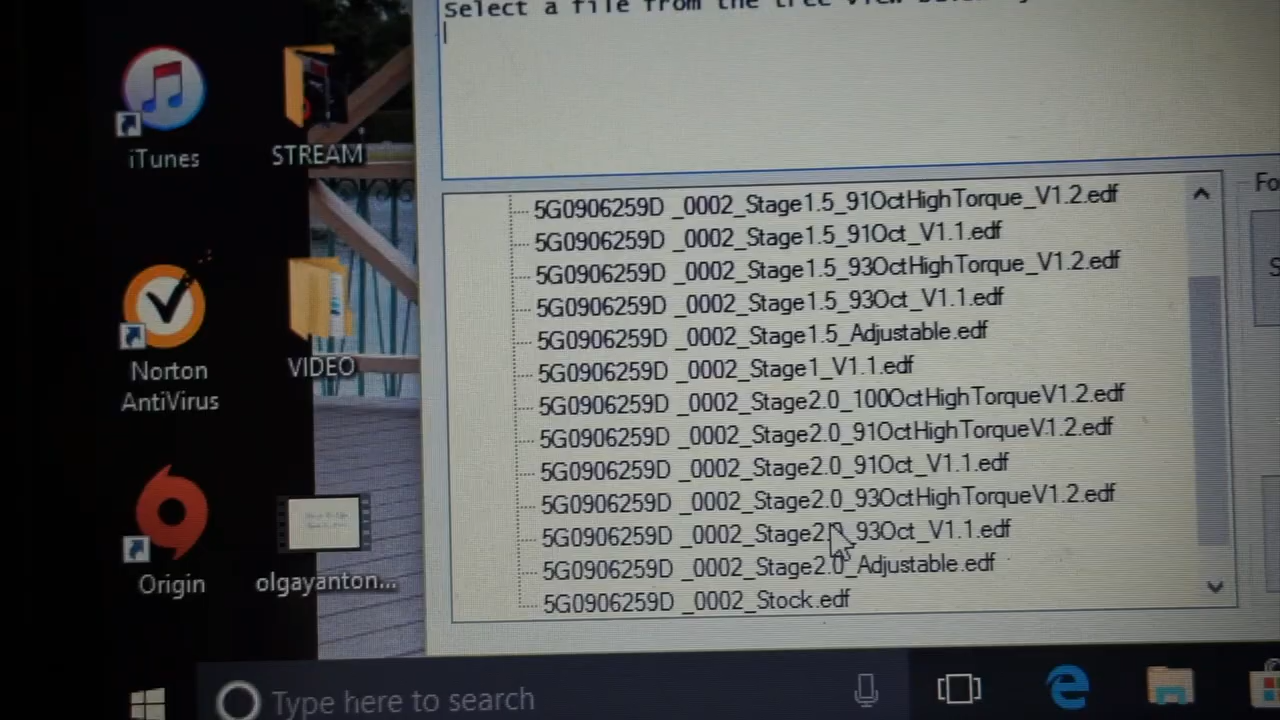 Select a file from the tree view
iTunes
STREAM
Norton
AntiVirus
VIDEO
Origin
olgayanton...
5G0906259D _0002_Stage1.5_91OctHighTorque_V1.2.edf
5G0906259D _0002_Stage1.5_91Oct_V1.1.edf
5G0906259D _0002_Stage1.5_93OctHighTorque_V1.2.edf
5G0906259D _0002_Stage1.5_93Oct_V1.1.edf
5G0906259D _0002_Stage1.5_Adjustable.edf
5G0906259D _0002_Stage1_V1.1.edf
5G0906259D _0002_Stage2.0_100OctHighTorqueV1.2.edf
5G0906259D _0002_Stage2.0_91OctHighTorqueV1.2.edf
5G0906259D _0002_Stage2.0_91Oct_V1.1.edf
5G0906259D _0002_Stage2.0_93OctHighTorqueV1.2.edf
5G0906259D _0002_Stage2 _93Oct_V1.1.edf
5G0906259D _0002_Stage2.0_Adjustable.edf
5G0906259D _0002_Stock.edf
Fo
S
Type here to search